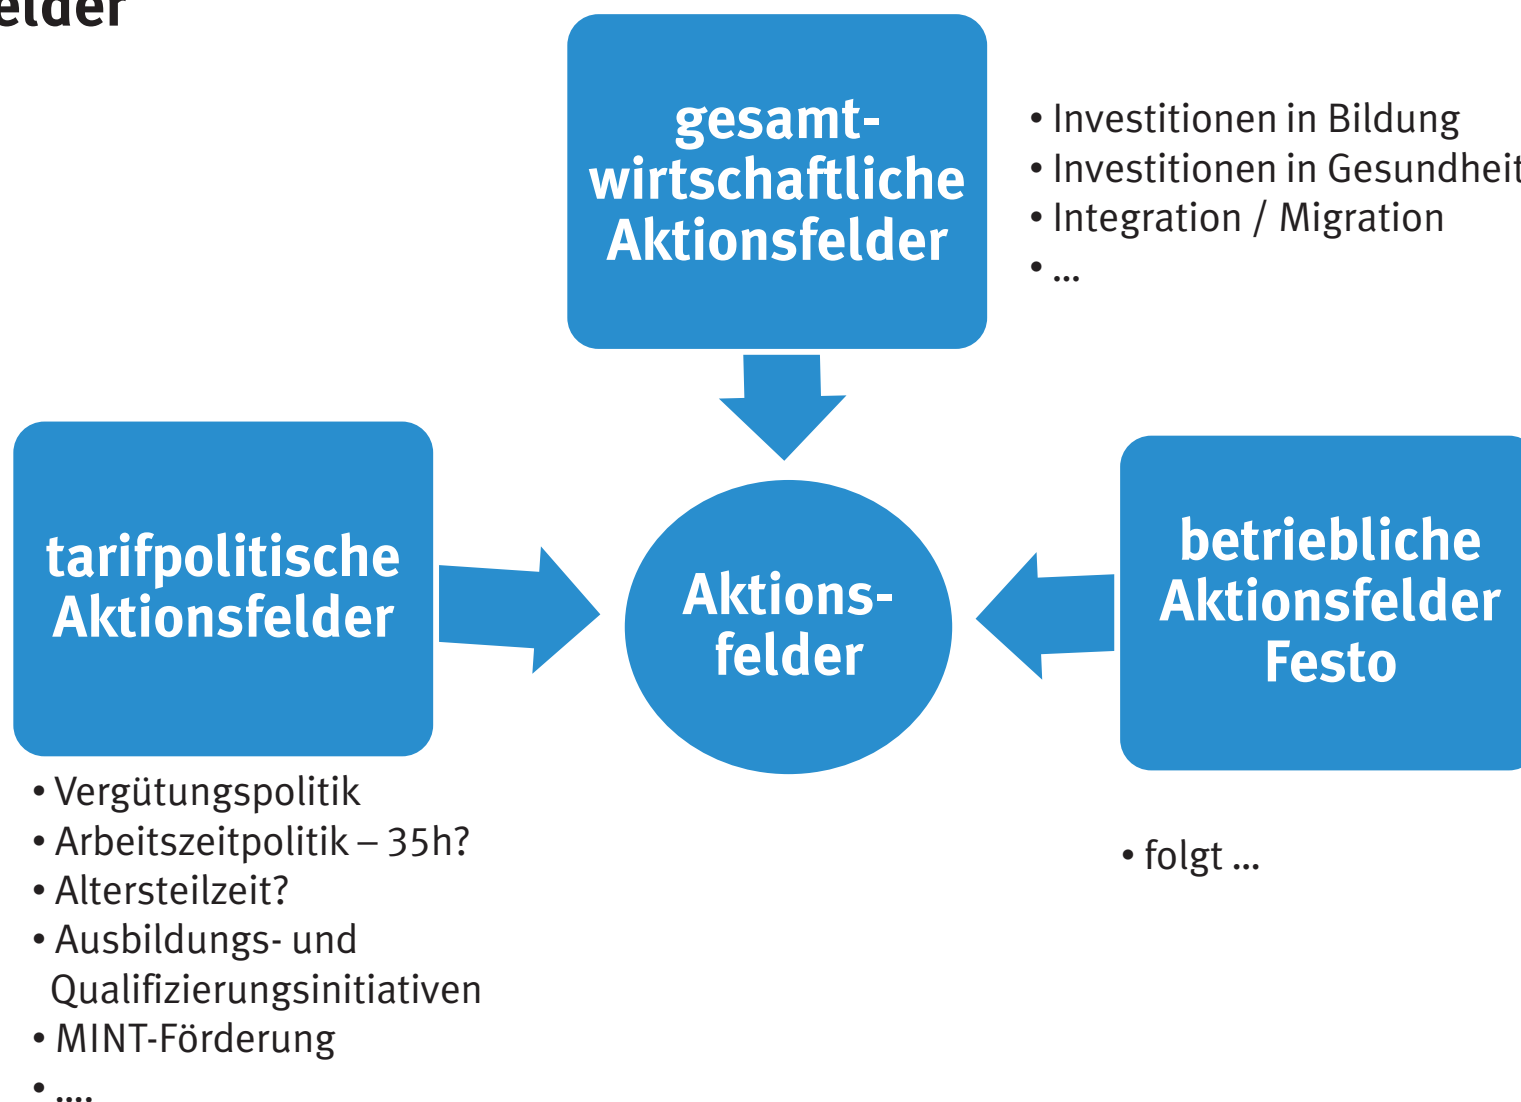 elder
gesamt-
wirtschaftliche
Aktionsfelder
• Investitionen in Bildung
• Investitionen in Gesundheit
• Integration / Migration
• ...
tarifpolitische
Aktionsfelder
Aktions-
felder
betriebliche
Aktionsfelder
Festo
• Vergütungspolitik
• Arbeitszeitpolitik – 35h?
• Altersteilzeit?
• Ausbildungs- und
Qualifizierungsinitiativen
• MINT-Förderung
• ....
• folgt ...